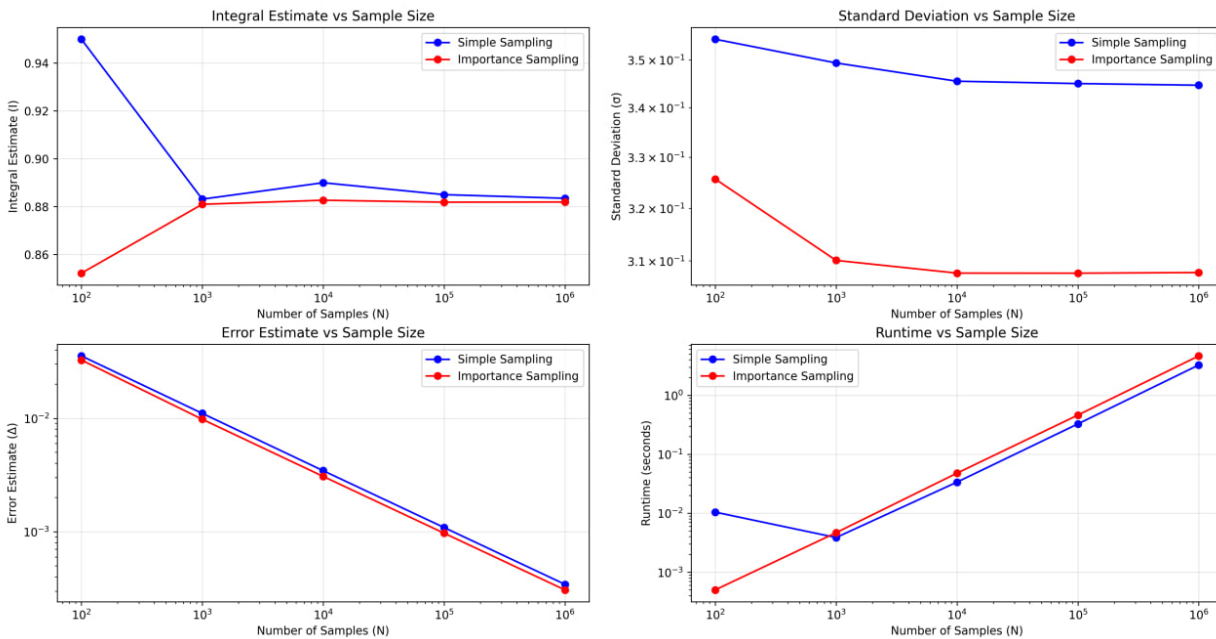 Integral Estimate vs Sample Size
Simple Sampling
Importance Sampling
0.94
0.92
0.90
0.88
0.86
Integral Estimate (I)
10²
10³
10⁴
10⁵
10⁶
Number of Samples (N)
Standard Deviation vs Sample Size
Simple Sampling
Importance Sampling
3.5 × 10⁻¹
3.4 × 10⁻¹
3.3 × 10⁻¹
3.2 × 10⁻¹
3.1 × 10⁻¹
Standard Deviation (σ)
10²
10³
10⁴
10⁵
10⁶
Number of Samples (N)
Error Estimate vs Sample Size
Simple Sampling
Importance Sampling
10⁻²
10⁻³
Error Estimate (Δ)
10²
10³
10⁴
10⁵
10⁶
Number of Samples (N)
Runtime vs Sample Size
Simple Sampling
Importance Sampling
10⁰
10⁻¹
10⁻²
10⁻³
Runtime (seconds)
10²
10³
10⁴
10⁵
10⁶
Number of Samples (N)